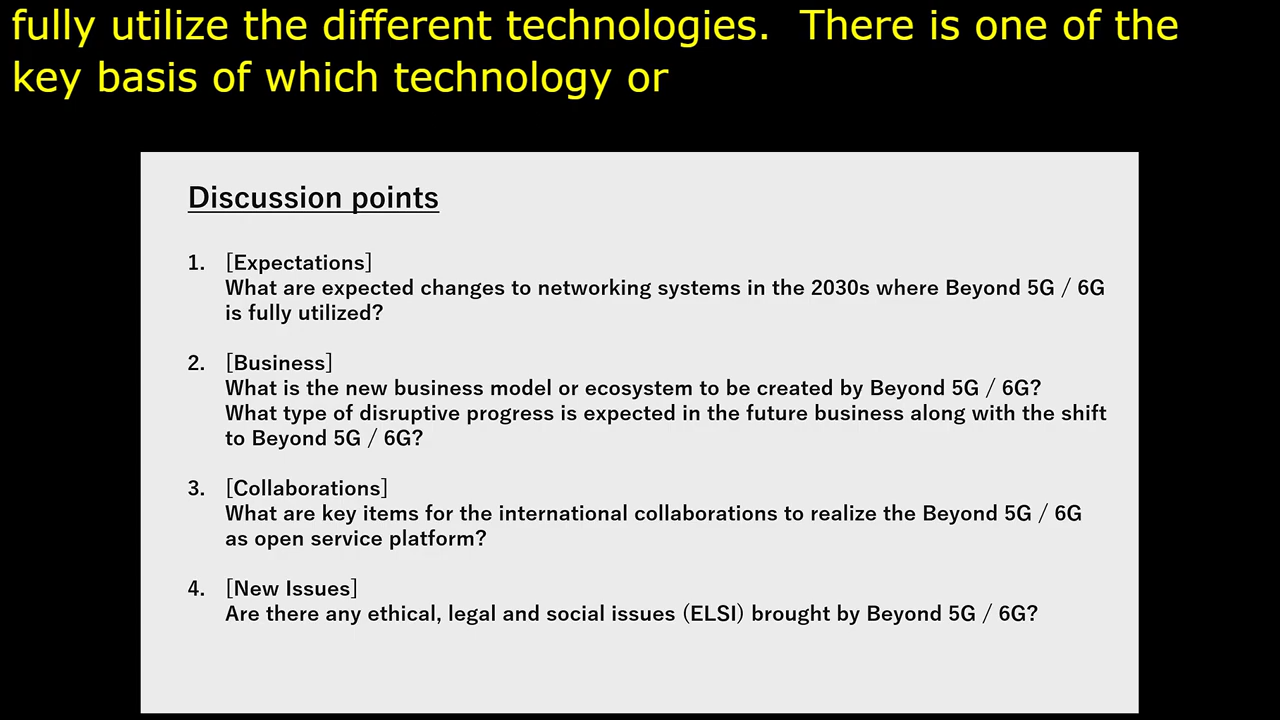 fully utilize the different technologies.  There is one of the
key basis of which technology or
Discussion points
1. [Expectations]
What are expected changes to networking systems in the 2030s where Beyond 5G / 6G
is fully utilized?
2. [Business]
What is the new business model or ecosystem to be created by Beyond 5G / 6G?
What type of disruptive progress is expected in the future business along with the shift
to Beyond 5G / 6G?
3. [Collaborations]
What are key items for the international collaborations to realize the Beyond 5G / 6G
as open service platform?
4. [New Issues]
Are there any ethical, legal and social issues (ELSI) brought by Beyond 5G / 6G?